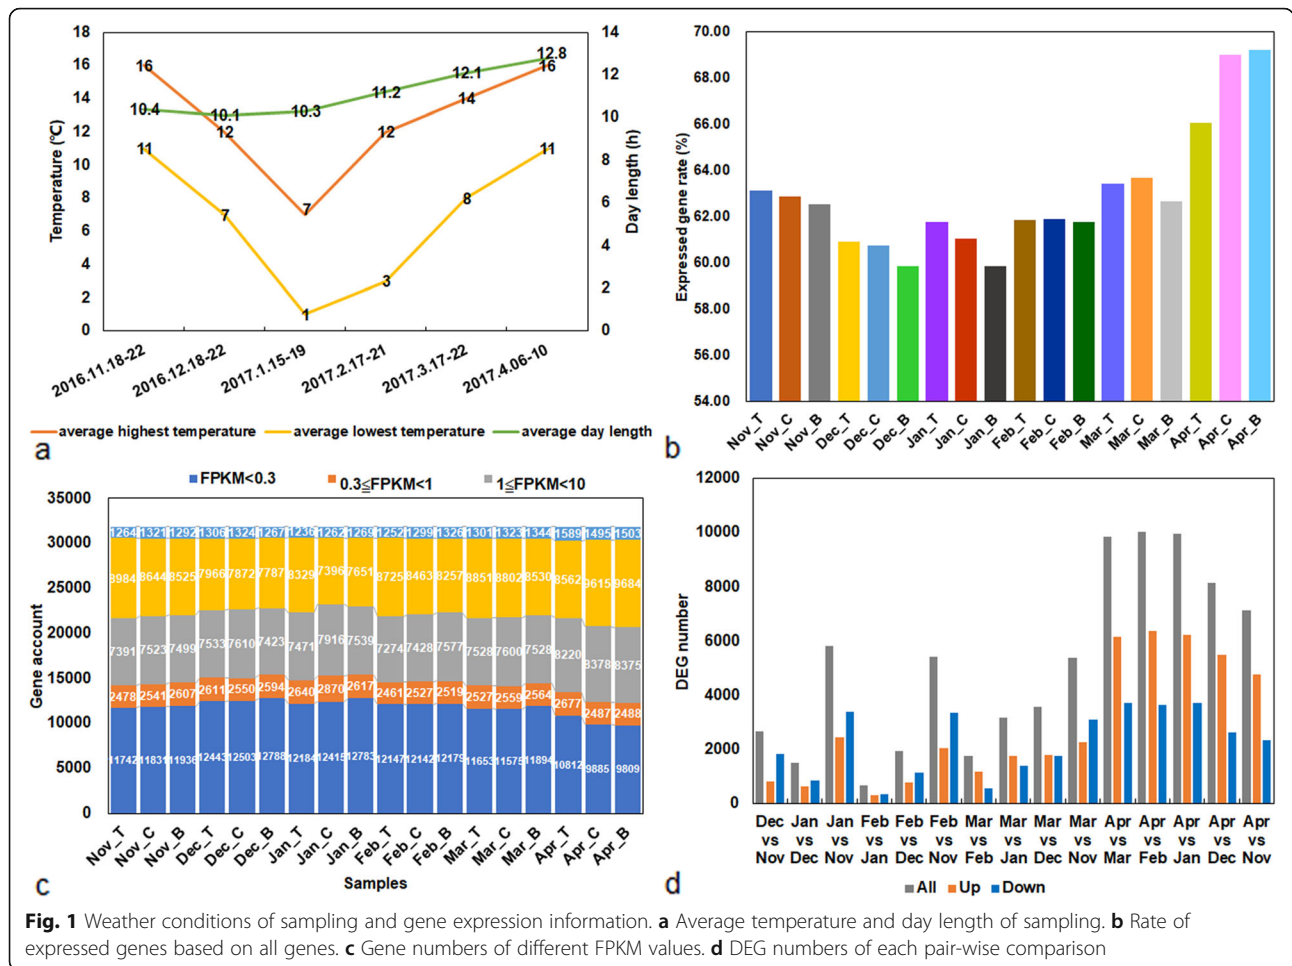 18
16
14
12
10
8
6
4
2
0
Temperature (℃)
14
12
10
8
6
4
2
0
Day length (h)
16 12 7 12 14 16
10.4 10.1 10.3 11.2 12.1 12.8
11 7 1 3 8 11
2016.11.18-22 2016.12.18-22 2017.1.15-19 2017.2.17-21 2017.3.17-22 2017.4.06-10
average highest temperature average lowest temperature average day length
a
70.00
68.00
66.00
64.00
62.00
60.00
58.00
56.00
54.00
Expressed gene rate (%)
Nov_T Nov_C Nov_B Dec_T Dec_C Dec_B Jan_T Jan_C Jan_B Feb_T Feb_C Feb_B Mar_T Mar_C Mar_B Apr_T Apr_C Apr_B
b
FPKM<0.3 0.3≦FPKM<1 1≦FPKM<10
35000
30000
25000
20000
15000
10000
5000
0
Gene account
1264 1321 1292 1306 1324 1267 1236 1262 1269 1252 1299 1326 1301 1323 1344 1589 1495 1503
8984 8644 8525 7966 7872 7787 8329 7396 7651 8725 8463 8257 8851 8802 8530 8562 9615 9684
7391 7523 7499 7533 7610 7423 7471 7916 7539 7274 7428 7577 7528 7600 7528 8220 8378 8375
2478 2541 2607 2611 2550 2594 2640 2870 2617 2461 2527 2519 2527 2559 2564 2677 2487 2488
11742 11831 11936 12443 12503 12788 12184 12415 12783 12147 12142 12179 11653 11575 11894 10812 9885 9809
Nov_T Nov_C Nov_B Dec_T Dec_C Dec_B Jan_T Jan_C Jan_B Feb_T Feb_C Feb_B Mar_T Mar_C Mar_B Apr_T Apr_C Apr_B
Samples
c
12000
10000
8000
6000
4000
2000
0
DEG number
Dec Jan Jan Feb Feb Feb Mar Mar Mar Mar Apr Apr Apr Apr Apr
vs vs vs vs vs vs vs vs vs vs vs vs vs vs vs
Nov Dec Nov Jan Dec Nov Feb Jan Dec Nov Mar Feb Jan Dec Nov
All Up Down
d
Fig. 1 Weather conditions of sampling and gene expression information. a Average temperature and day length of sampling. b Rate of
expressed genes based on all genes. c Gene numbers of different FPKM values. d DEG numbers of each pair-wise comparison